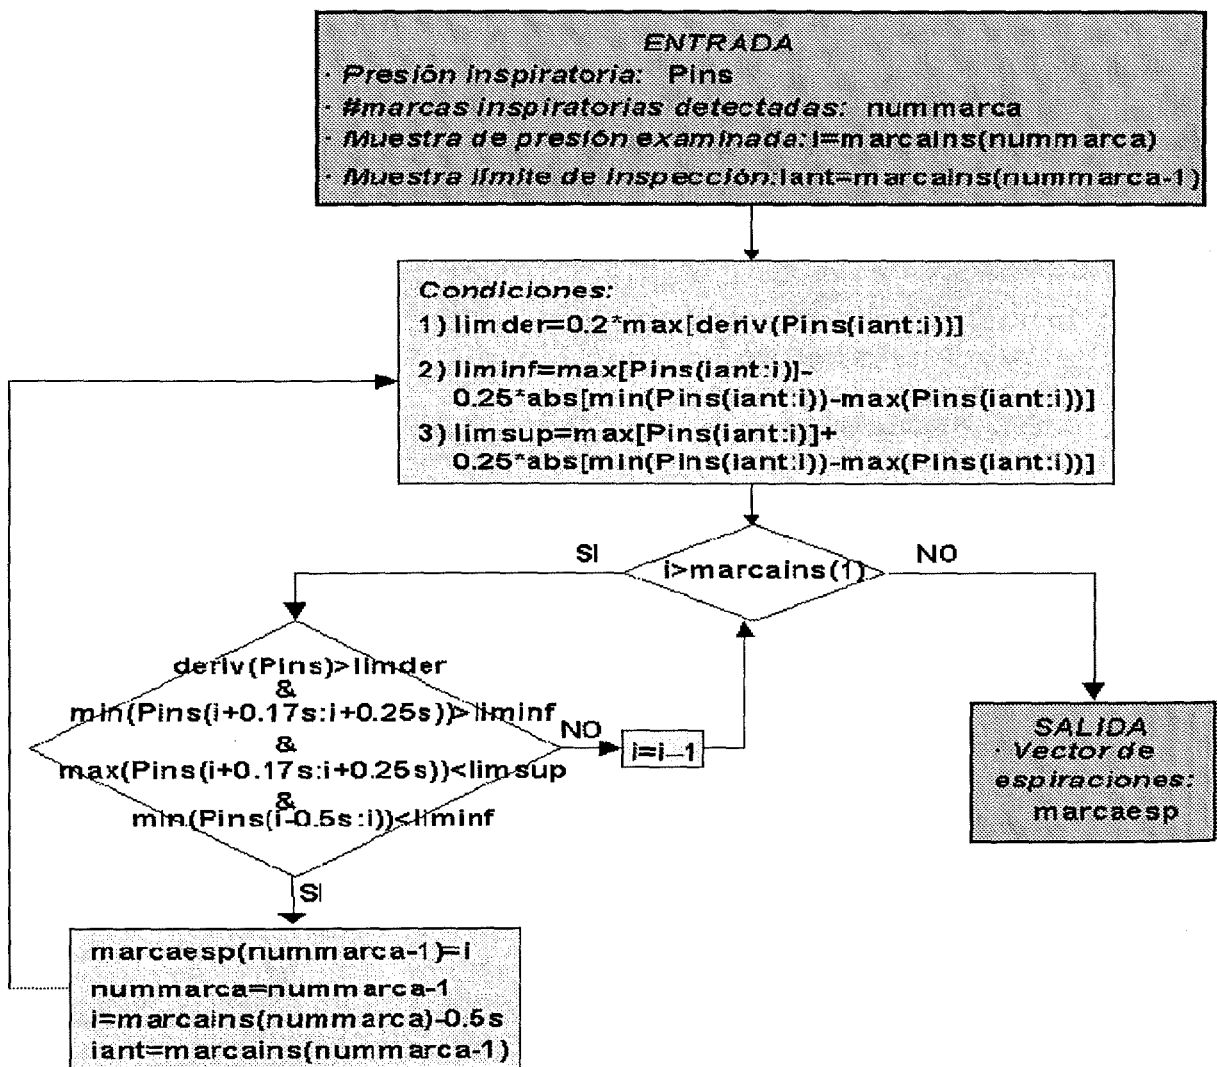 ENTRADA
· Presión inspiratoria: Pins
· #marcas inspiratorias detectadas: nummarca
· Muestra de presión examinada:i=marcains(nummarca)
· Muestra límite de inspección:iant=marcains(nummarca-1)
Condiciones:
1) limder=0.2*max[deriv(Pins(iant:i))]
2) liminf=max[Pins(iant:i)]-
0.25*abs[min(Pins(iant:i))-max(Pins(iant:i))]
3) limsup=max[Pins(iant:i)]+
0.25*abs[min(Pins(iant:i))-max(Pins(iant:i))]
SI
i>marcains(1)
NO
deriv(Pins)>limder
&
min(Pins(i+0.17s:i+0.25s))>liminf
&
max(Pins(i+0.17s:i+0.25s))<limsup
&
min(Pins(i-0.5s:i))<liminf
NO
i=i-1
SALIDA
· Vector de
espiraciones:
marcaesp
SI
marcaesp(nummarca-1)=i
nummarca=nummarca-1
i=marcains(nummarca)-0.5s
iant=marcains(nummarca-1)